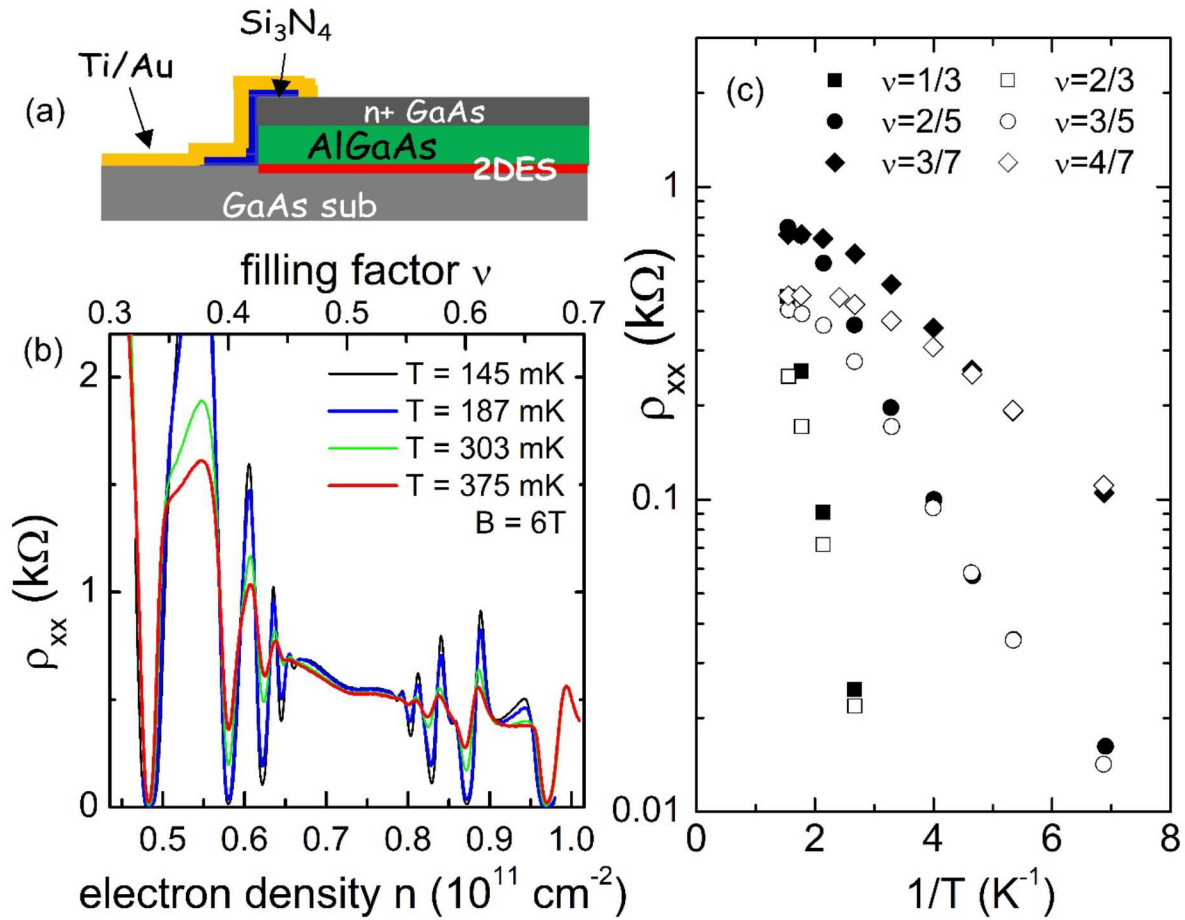 Si₃N₄
Ti/Au
(a)
n+ GaAs
AlGaAs
2DES
GaAs sub
filling factor ν
0.3 0.4 0.5 0.6 0.7
(b)
T = 145 mK
T = 187 mK
T = 303 mK
T = 375 mK
B = 6T
2
1
0
ρxx (kΩ)
0.5 0.6 0.7 0.8 0.9 1.0
electron density n (10¹¹ cm⁻²)
(c)
ν=1/3 ν=2/3
ν=2/5 ν=3/5
ν=3/7 ν=4/7
1
0.1
0.01
ρxx (kΩ)
0 2 4 6 8
1/T (K⁻¹)